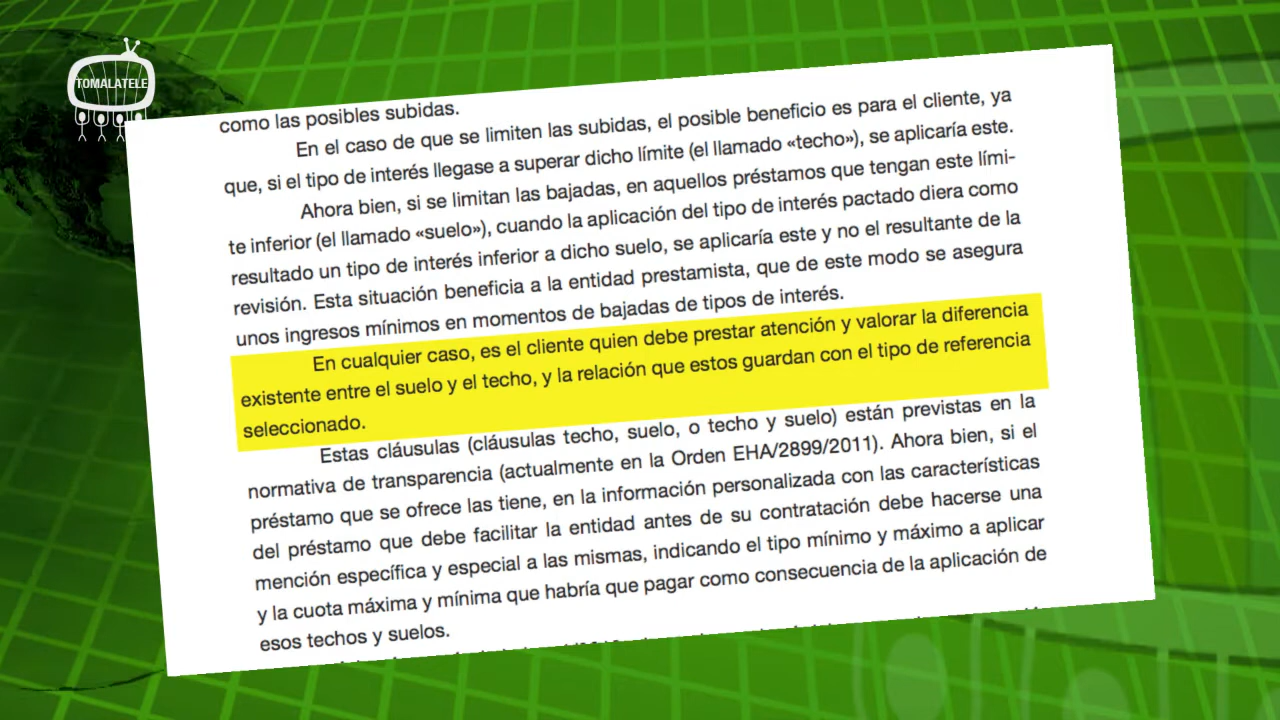 TOMALATELE
como las posibles subidas.
En el caso de que se limiten las subidas, el posible beneficio es para el cliente, ya
que, si el tipo de interés llegase a superar dicho límite (el llamado «techo»), se aplicaría este.
Ahora bien, si se limitan las bajadas, en aquellos préstamos que tengan este lími-
te inferior (el llamado «suelo»), cuando la aplicación del tipo de interés pactado diera como
resultado un tipo de interés inferior a dicho suelo, se aplicaría este y no el resultante de la
revisión. Esta situación beneficia a la entidad prestamista, que de este modo se asegura
unos ingresos mínimos en momentos de bajadas de tipos de interés.
En cualquier caso, es el cliente quien debe prestar atención y valorar la diferencia
existente entre el suelo y el techo, y la relación que estos guardan con el tipo de referencia
seleccionado.
Estas cláusulas (cláusulas techo, suelo, o techo y suelo) están previstas en la
normativa de transparencia (actualmente en la Orden EHA/2899/2011). Ahora bien, si el
préstamo que se ofrece las tiene, en la información personalizada con las características
del préstamo que debe facilitar la entidad antes de su contratación debe hacerse una
mención específica y especial a las mismas, indicando el tipo mínimo y máximo a aplicar
y la cuota máxima y mínima que habría que pagar como consecuencia de la aplicación de
esos techos y suelos.